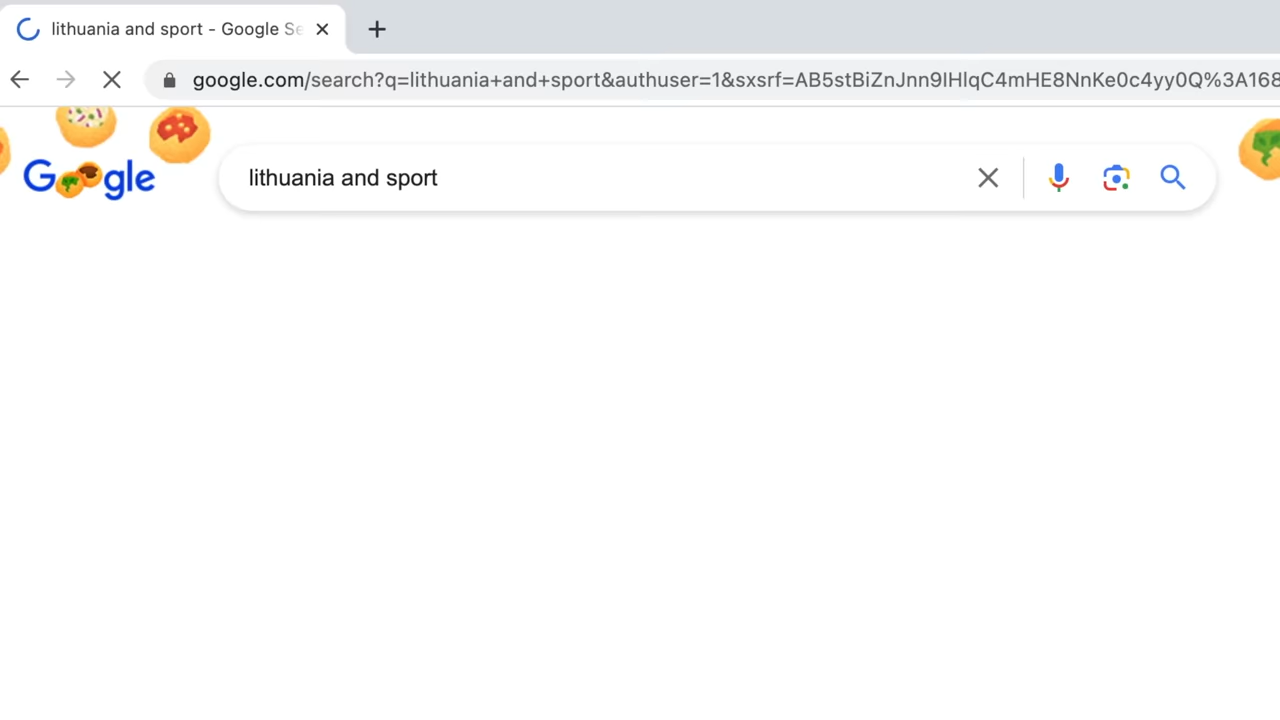 lithuania and sport - Google Se
google.com/search?q=lithuania+and+sport&authuser=1&sxsrf=AB5stBiZnJnn9IHlqC4mHE8NnKe0c4yy0Q%3A168
Google
lithuania and sport